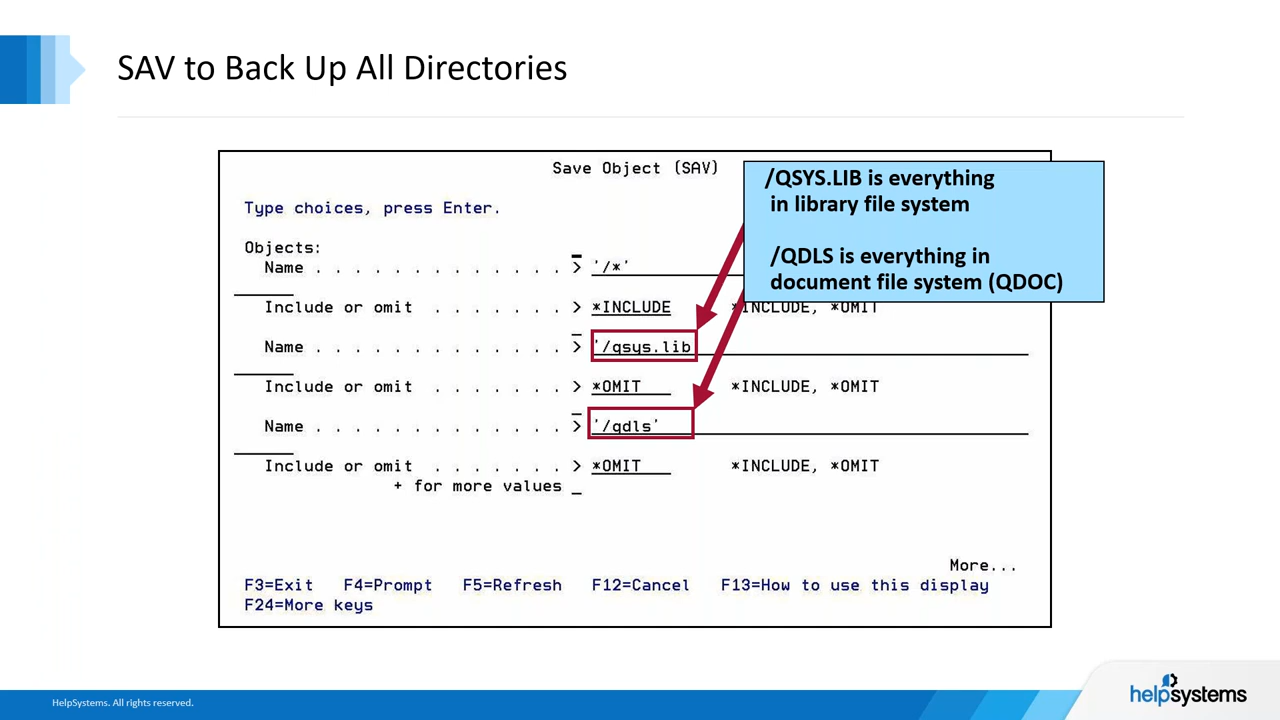 SAV to Back Up All Directories
Save Object (SAV)
/QSYS.LIB is everything
in library file system
/QDLS is everything in
document file system (QDOC)
Type choices, press Enter.
Objects:
Name . . . . . . . . . . . . . > '/*'
Include or omit . . . . . . . > *INCLUDE *INCLUDE, *OMIT
Name . . . . . . . . . . . . . > '/qsys.lib
Include or omit . . . . . . . > *OMIT *INCLUDE, *OMIT
Name . . . . . . . . . . . . . > '/qdls'
Include or omit . . . . . . . > *OMIT *INCLUDE, *OMIT
+ for more values _
More...
F3=Exit F4=Prompt F5=Refresh F12=Cancel F13=How to use this display
F24=More keys
HelpSystems. All rights reserved.
helpsystems